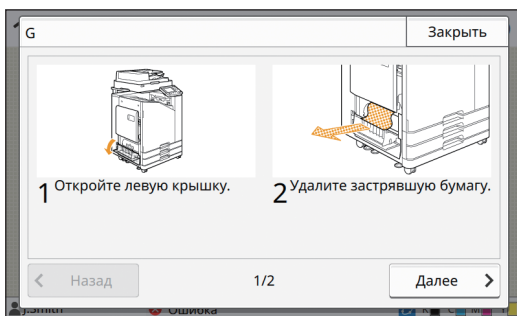 G
Закрыть
1 Откройте левую крышку.
2 Удалите застрявшую бумагу.
Назад
1/2
Далее
J.Smith
Ошибка
K C M Y